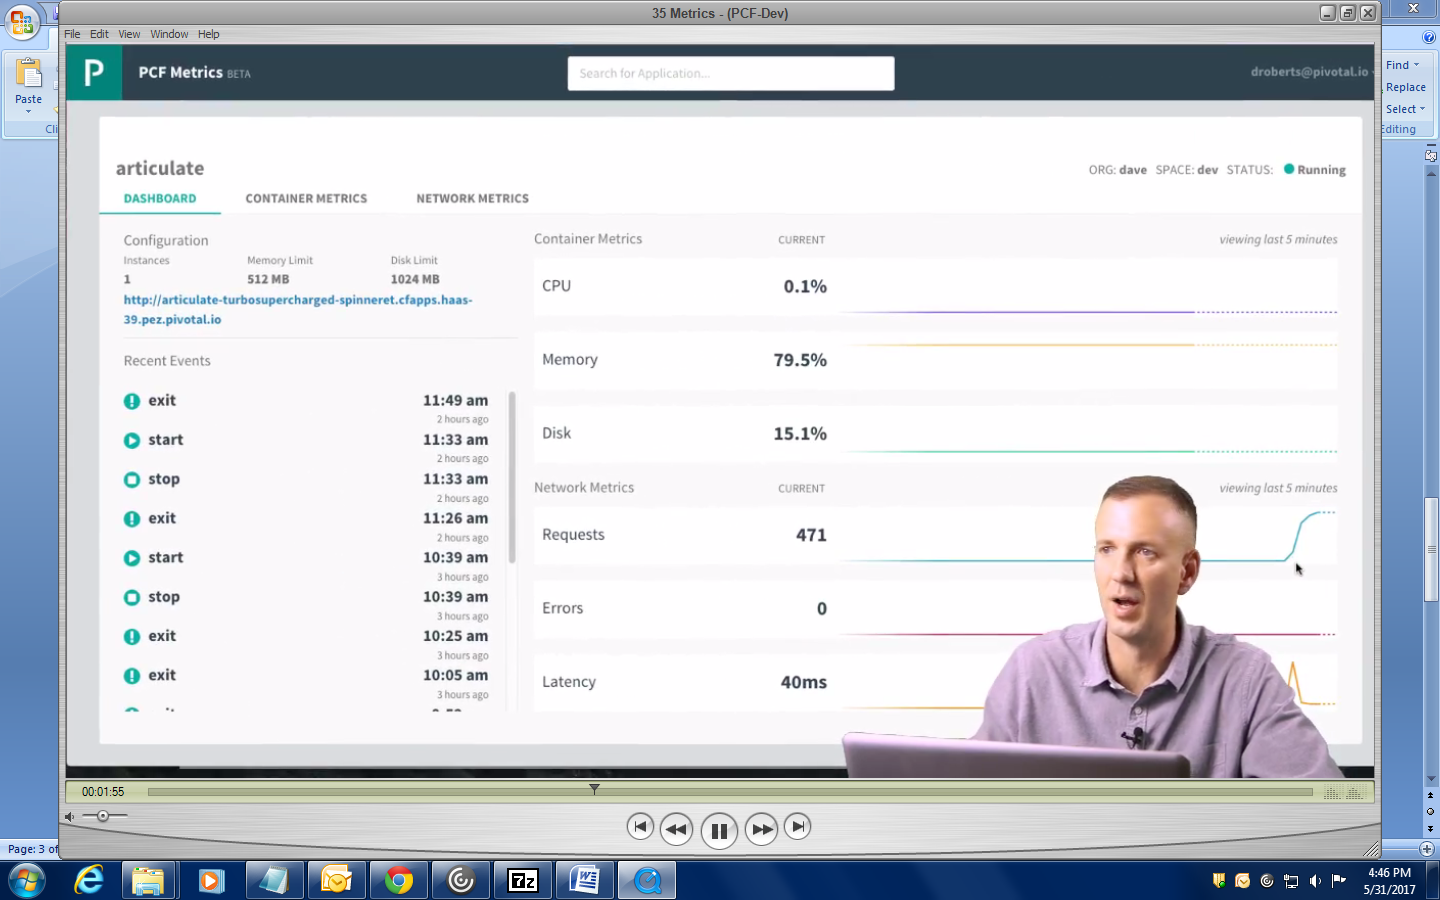 35 Metrics - (PCF-Dev)
File Edit View Window Help
Paste
Find
Replace
Select
Editing
P
PCF Metrics BETA
Search for Application...
droberts@pivotal.io
articulate
ORG: dave SPACE: dev STATUS: Running
DASHBOARD CONTAINER METRICS NETWORK METRICS
Configuration
Instances Memory Limit Disk Limit
1 512 MB 1024 MB
http://articulate-turbosupercharged-spinneret.cfapps.haas-
39.pez.pivotal.io
Recent Events
exit 11:49 am
2 hours ago
start 11:33 am
2 hours ago
stop 11:33 am
2 hours ago
exit 11:26 am
2 hours ago
start 10:39 am
3 hours ago
stop 10:39 am
3 hours ago
exit 10:25 am
3 hours ago
exit 10:05 am
3 hours ago
Container Metrics CURRENT viewing last 5 minutes
CPU 0.1%
Memory 79.5%
Disk 15.1%
Network Metrics CURRENT viewing last 5 minutes
Requests 471
Errors 0
Latency 40ms
00:01:55
Page: 3 of
7z
4:46 PM
5/31/2017